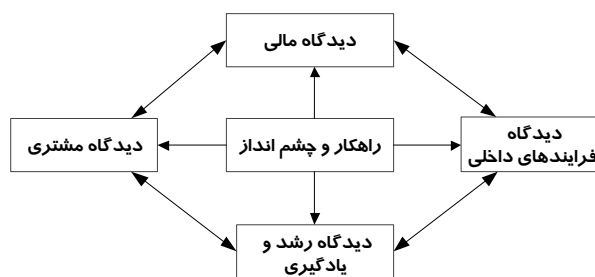 دیدگاه مالی
دیدگاه
فرایندهای داخلی
راهکار و چشم انداز
دیدگاه مشتری
دیدگاه رشد و
یادگیری